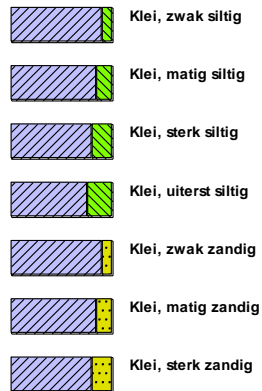 Klei, zwak siltig
Klei, matig siltig
Klei, sterk siltig
Klei, uiterst siltig
Klei, zwak zandig
Klei, matig zandig
Klei, sterk zandig